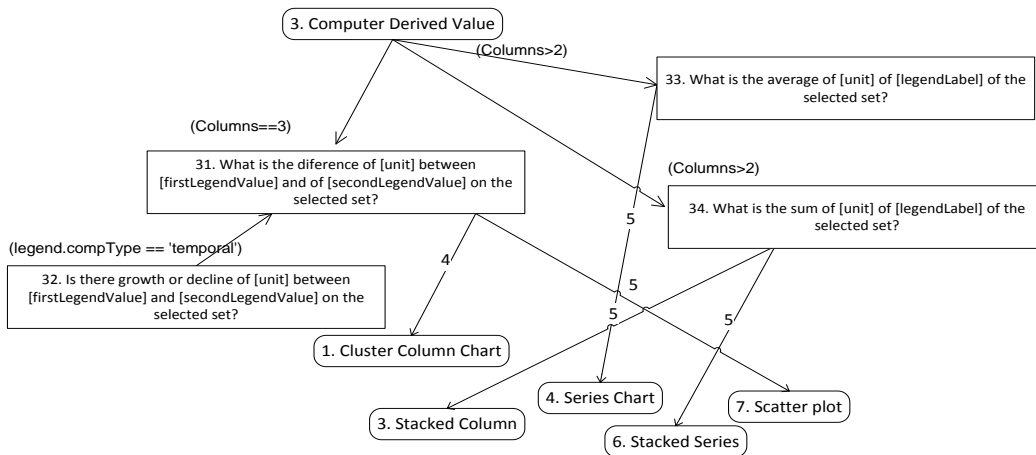 3. Computer Derived Value
(Columns>2)
33. What is the average of [unit] of [legendLabel] of the
selected set?
(Columns==3)
31. What is the diference of [unit] between
[firstLegendValue] and of [secondLegendValue] on the
selected set?
(Columns>2)
34. What is the sum of [unit] of [legendLabel] of the
selected set?
5
(legend.compType == 'temporal')
32. Is there growth or decline of [unit] between
[firstLegendValue] and [secondLegendValue] on the
selected set?
4
5
5
5
1. Cluster Column Chart
4. Series Chart
7. Scatter plot
3. Stacked Column
6. Stacked Series